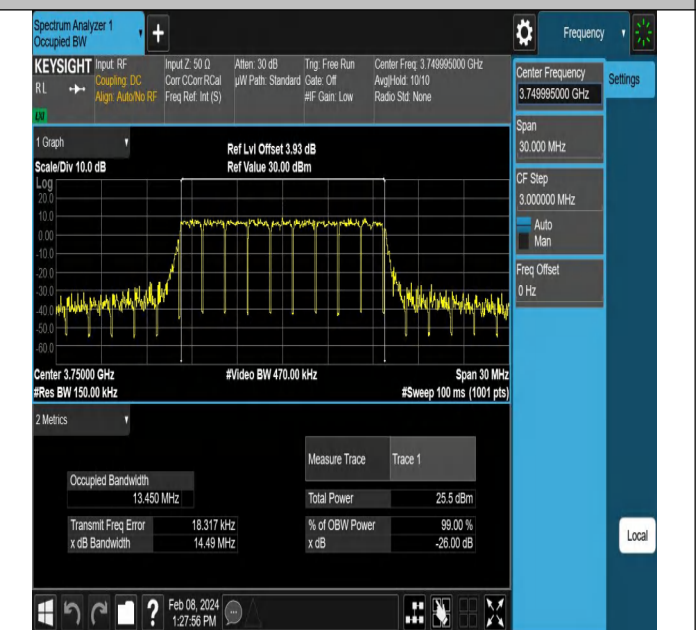 Spectrum Analyzer 1
Occupied BW
Frequency
KEYSIGHT
RL
LXI
Input: RF
Coupling: DC
Align: Auto/No RF
Input Z: 50 Ω
Corr CCorr RCal
Freq Ref: Int (S)
Atten: 30 dB
µW Path: Standard
Trig: Free Run
Gate: Off
#IF Gain: Low
Center Freq: 3.749995000 GHz
Avg|Hold: 10/10
Radio Std: None
Center Frequency
3.749995000 GHz
Settings
Span
30.000 MHz
CF Step
3.000000 MHz
Auto
Man
Freq Offset
0 Hz
1 Graph
Scale/Div 10.0 dB
Ref Lvl Offset 3.93 dB
Ref Value 30.00 dBm
Log
20.0
10.0
0.00
-10.0
-20.0
-30.0
-40.0
-50.0
-60.0
Center 3.75000 GHz
#Video BW 470.00 kHz
Span 30 MHz
#Res BW 150.00 kHz
#Sweep 100 ms (1001 pts)
2 Metrics
Measure Trace
Trace 1
Occupied Bandwidth
13.450 MHz
Total Power
25.5 dBm
Transmit Freq Error
18.317 kHz
% of OBW Power
99.00 %
x dB Bandwidth
14.49 MHz
x dB
-26.00 dB
Local
Feb 08, 2024
1:27:56 PM